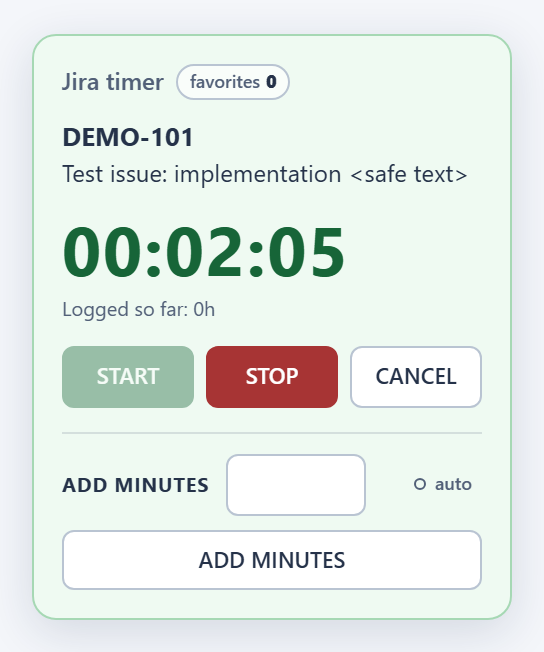 Jira timer favorites 0
DEMO-101
Test issue: implementation <safe text>
00:02:05
Logged so far: 0h
START STOP CANCEL
ADD MINUTES auto
ADD MINUTES